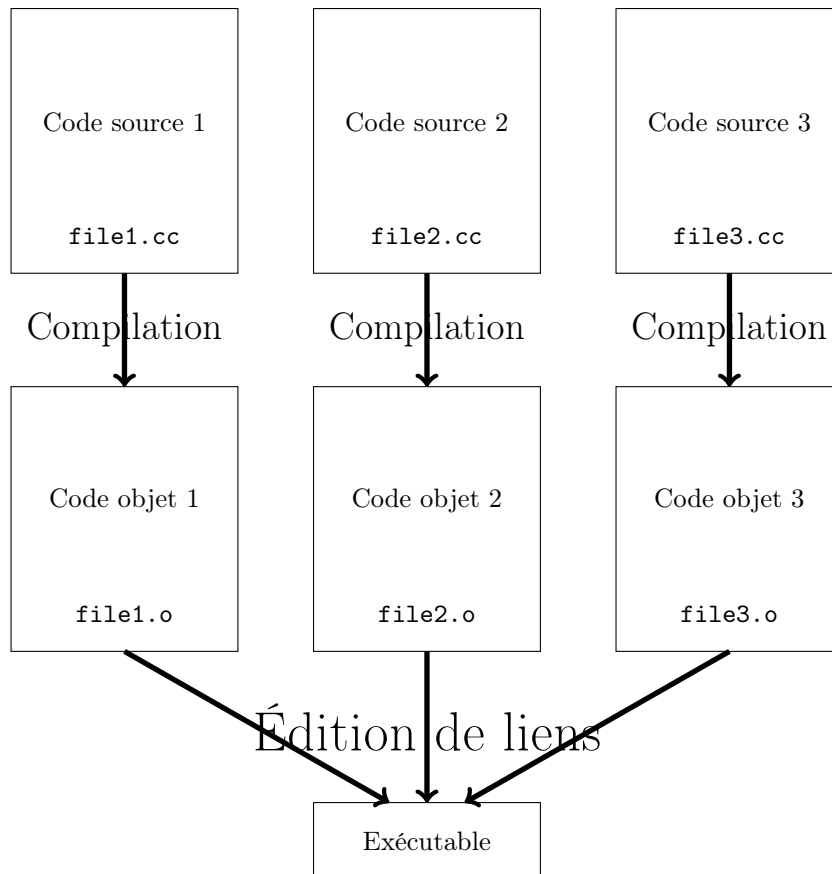 Code source 1
Code source 2
Code source 3
file1.cc
file2.cc
file3.cc
Compilation
Compilation
Compilation
Code objet 1
Code objet 2
Code objet 3
file1.o
file2.o
file3.o
Édition de liens
Exécutable